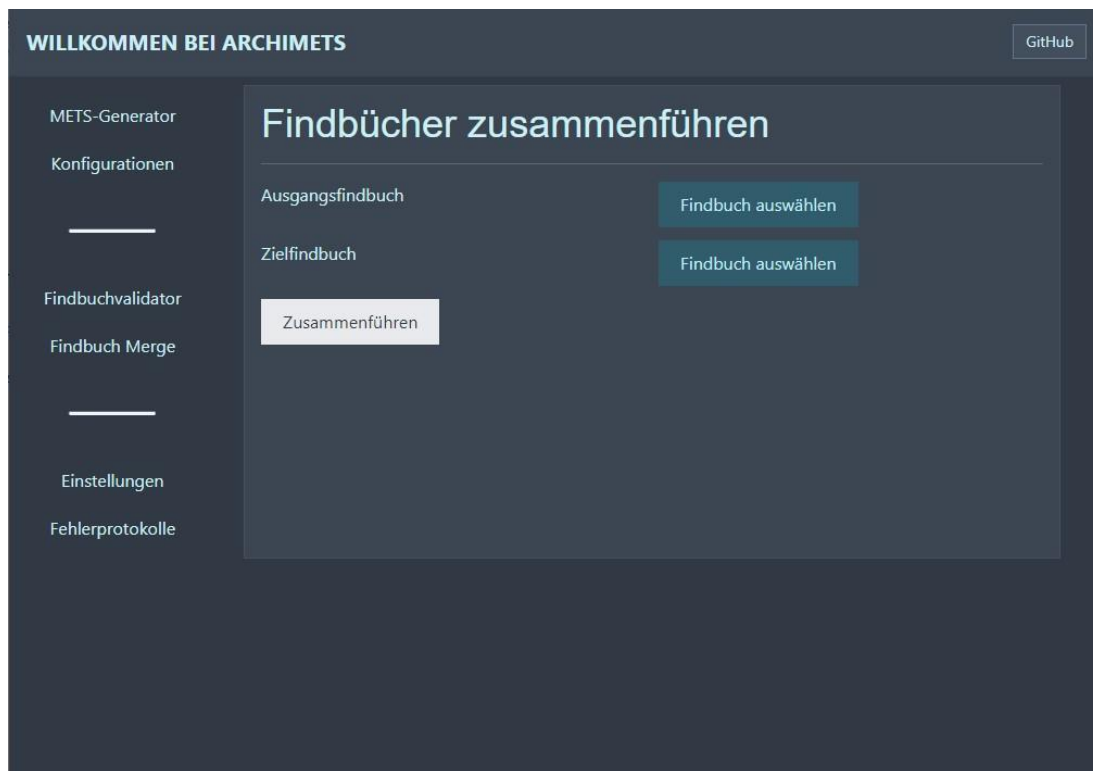 WILLKOMMEN BEI ARCHIMETS
GitHub
METS-Generator
Konfigurationen
Findbuchvalidator
Findbuch Merge
Einstellungen
Fehlerprotokolle
Findbücher zusammenführen
Ausgangsfindbuch
Findbuch auswählen
Zielfindbuch
Findbuch auswählen
Zusammenführen